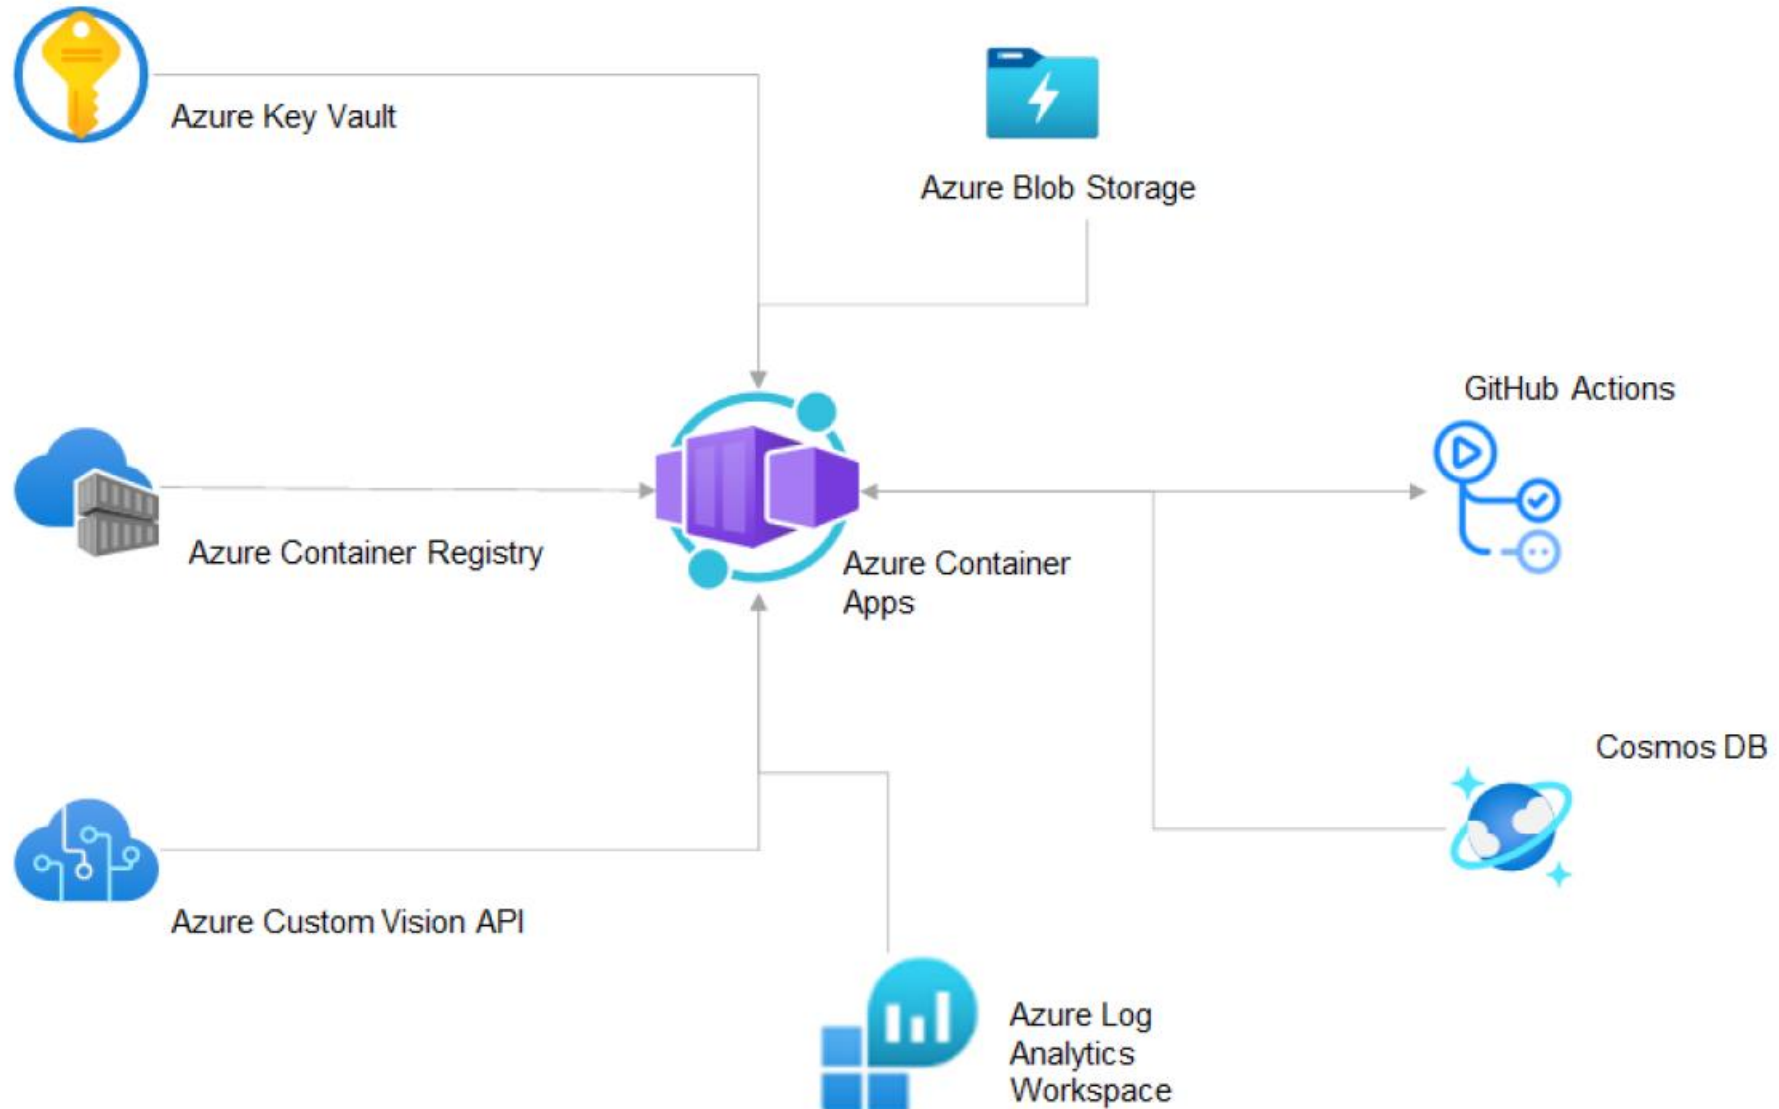 Azure Key Vault
Azure Blob Storage
GitHub Actions
Azure Container Registry
Azure Container
Apps
Cosmos DB
Azure Custom Vision API
Azure Log
Analytics
Workspace